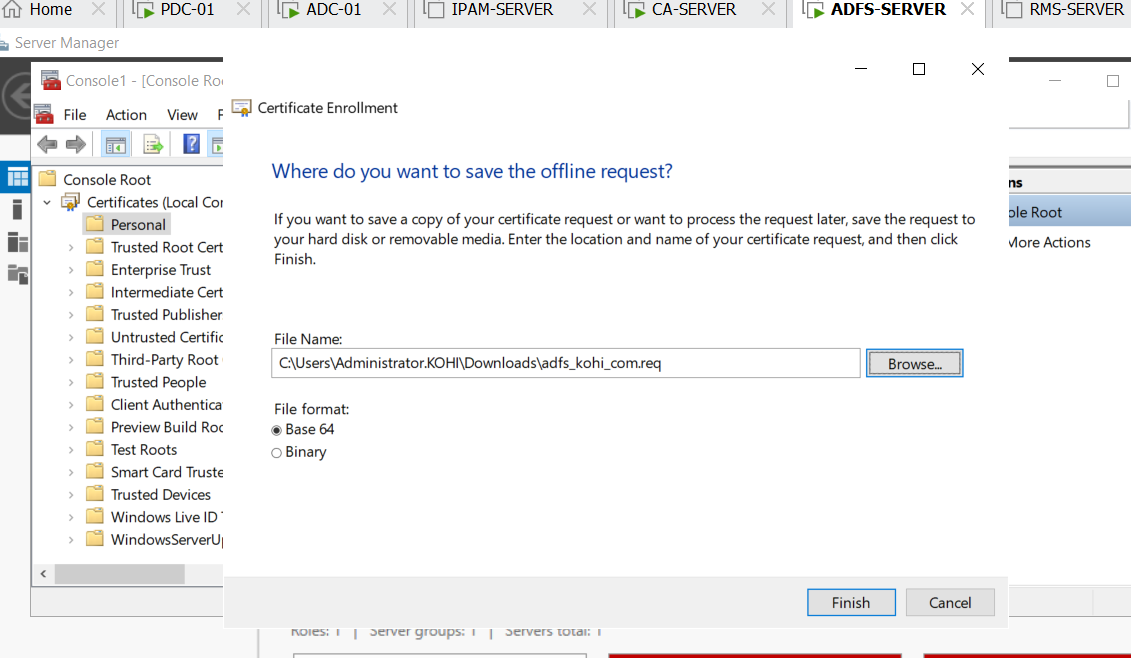 Home PDC-01 ADC-01 IPAM-SERVER CA-SERVER ADFS-SERVER RMS-SERVER
Server Manager
Console1 - [Console Roo
File Action View F
Certificate Enrollment
Where do you want to save the offline request?
If you want to save a copy of your certificate request or want to process the request later, save the request to
your hard disk or removable media. Enter the location and name of your certificate request, and then click
Finish.
File Name:
C:\Users\Administrator.KOHI\Downloads\adfs_kohi_com.req
Browse...
File format:
Base 64
Binary
Finish Cancel
Console Root
Certificates (Local Cor
Personal
Trusted Root Cert
Enterprise Trust
Intermediate Cert
Trusted Publisher
Untrusted Certific
Third-Party Root
Trusted People
Client Authentica
Preview Build Roo
Test Roots
Smart Card Truste
Trusted Devices
Windows Live ID T
WindowsServerUp
ns
ole Root
More Actions
Roles: 1 | Server groups: 1 | Servers total: 1